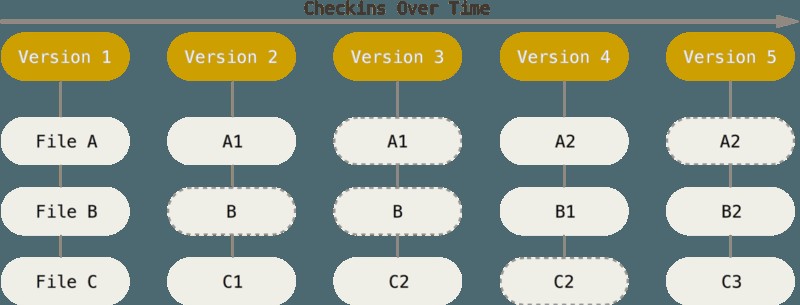 Checkins Over Time
Version 1 Version 2 Version 3 Version 4 Version 5
File A A1 A1 A2 A2
File B B B B1 B2
File C C1 C2 C2 C3